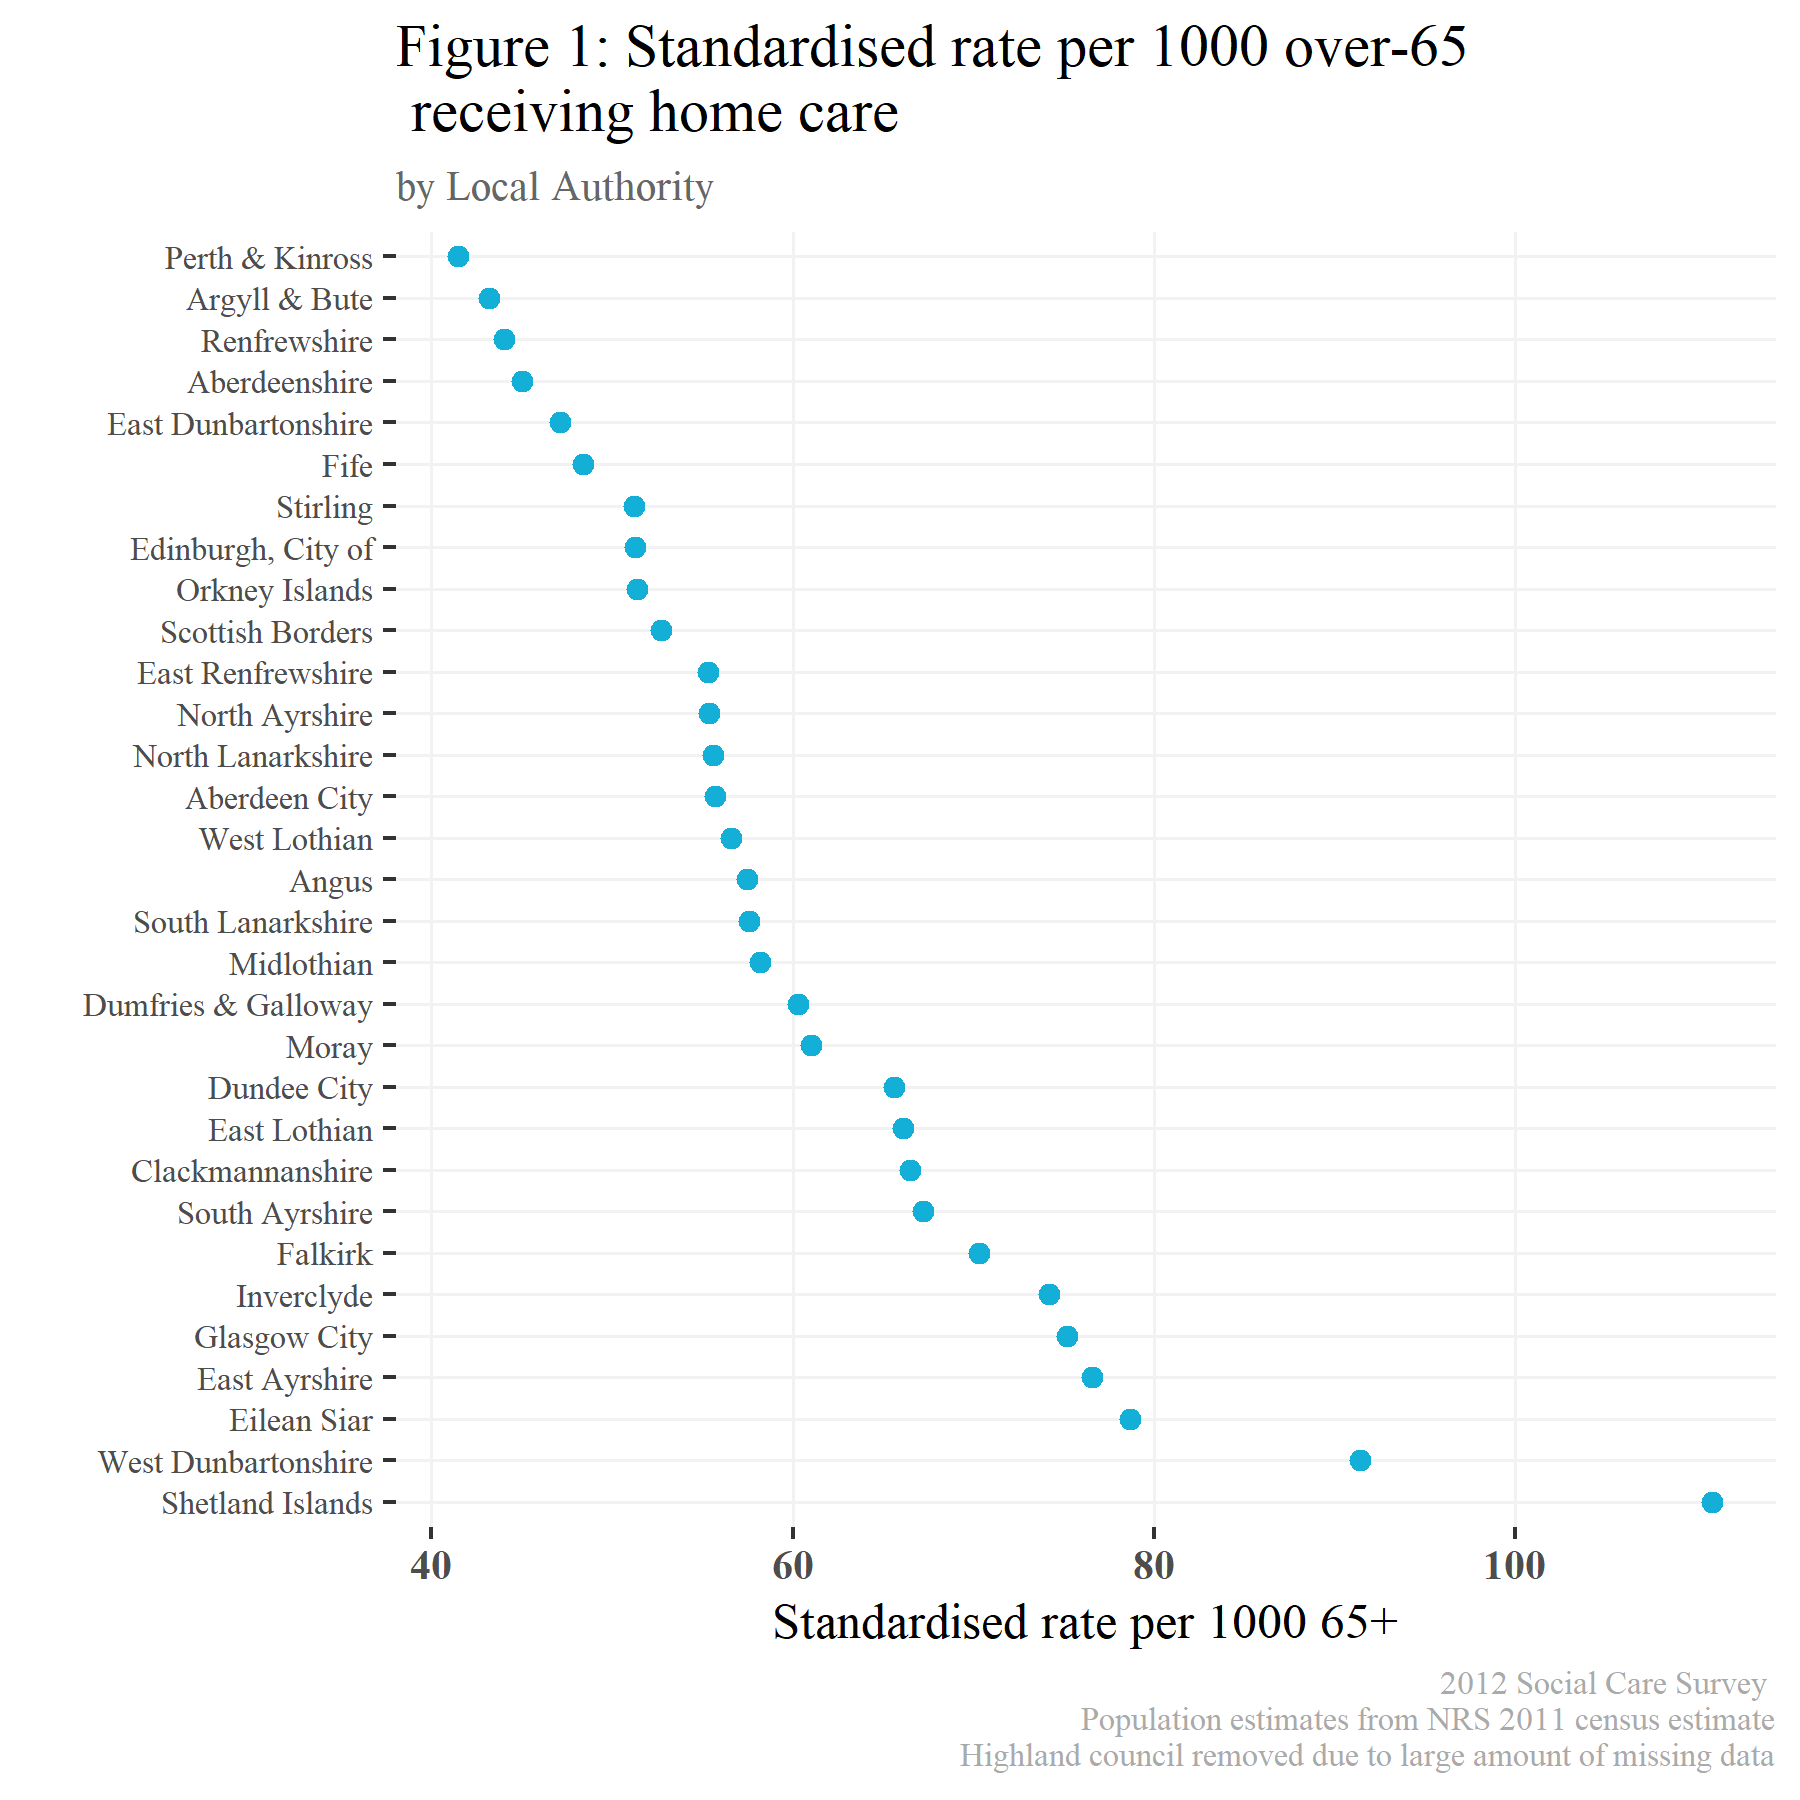 Figure 1: Standardised rate per 1000 over-65
receiving home care
by Local Authority
Perth & Kinross
Argyll & Bute
Renfrewshire
Aberdeenshire
East Dunbartonshire
Fife
Stirling
Edinburgh, City of
Orkney Islands
Scottish Borders
East Renfrewshire
North Ayrshire
North Lanarkshire
Aberdeen City
West Lothian
Angus
South Lanarkshire
Midlothian
Dumfries & Galloway
Moray
Dundee City
East Lothian
Clackmannanshire
South Ayrshire
Falkirk
Inverclyde
Glasgow City
East Ayrshire
Eilean Siar
West Dunbartonshire
Shetland Islands
40 60 80 100
Standardised rate per 1000 65+
2012 Social Care Survey
Population estimates from NRS 2011 census estimate
Highland council removed due to large amount of missing data